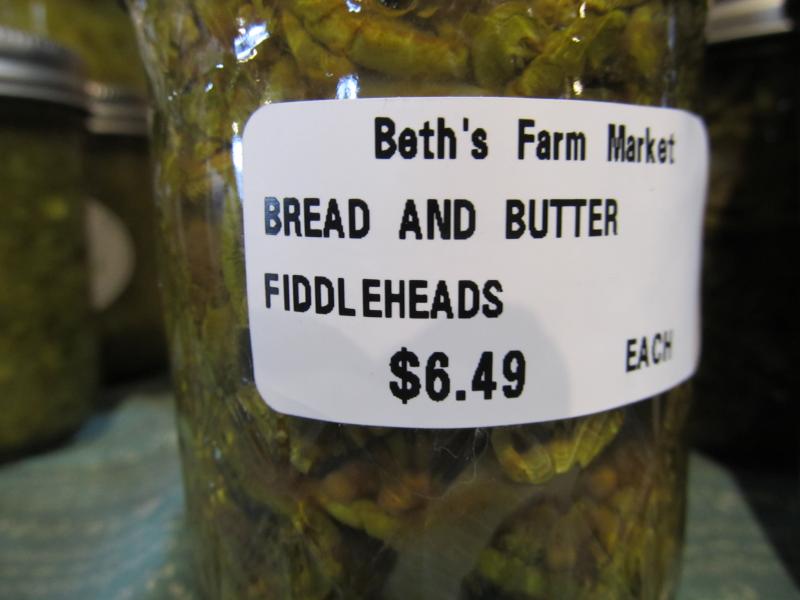 Beth's Farm Market
BREAD AND BUTTER
FIDDLEHEADS
$6.49 EACH